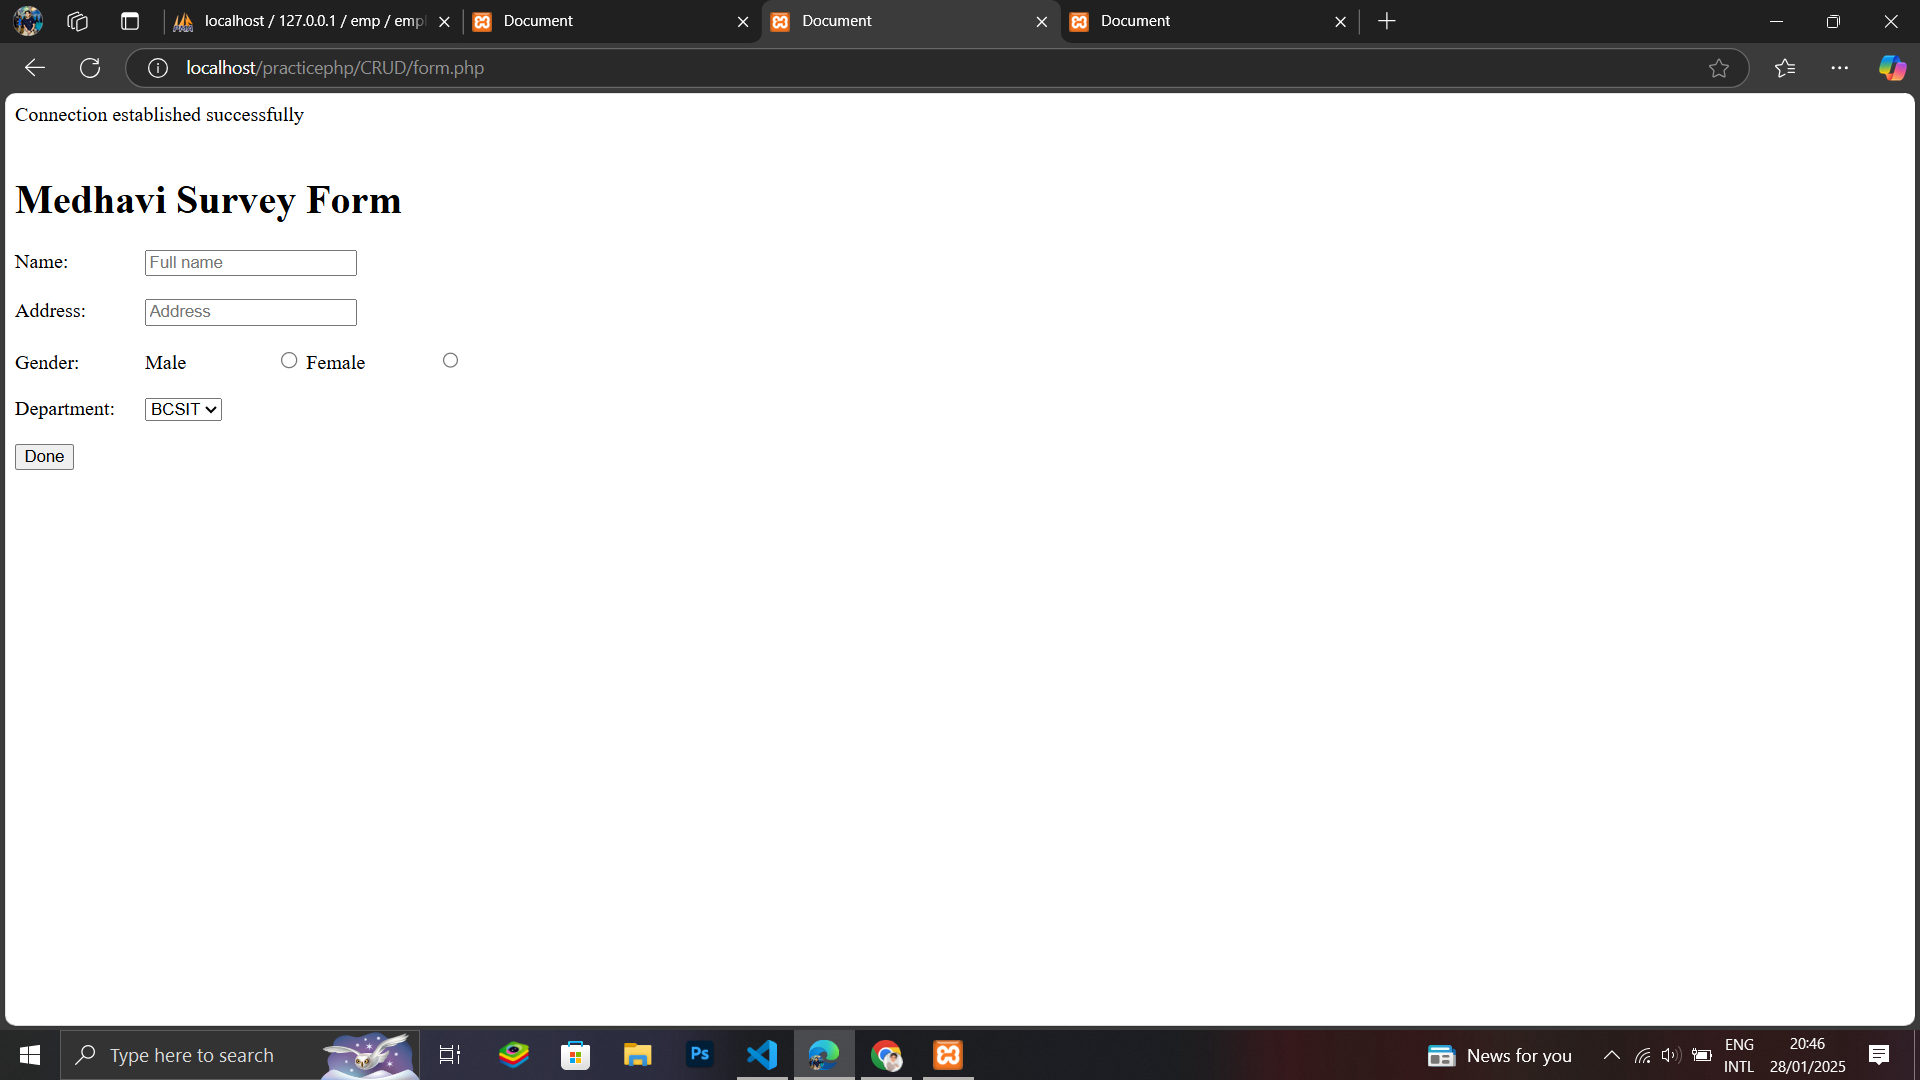 localhost / 127.0.0.1 / emp / empl
Document
Document
Document
localhost/practicephp/CRUD/form.php
Connection established successfully
Medhavi Survey Form
Name: Full name
Address: Address
Gender: Male Female
Department: BCSIT
Done
Type here to search
Ps
News for you
ENG
INTL
20:46
28/01/2025